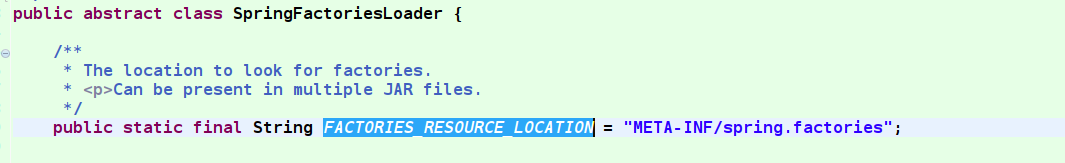 public abstract class SpringFactoriesLoader {
/**
* The location to look for factories.
* <p>Can be present in multiple JAR files.
*/
public static final String FACTORIES_RESOURCE_LOCATION = "META-INF/spring.factories";